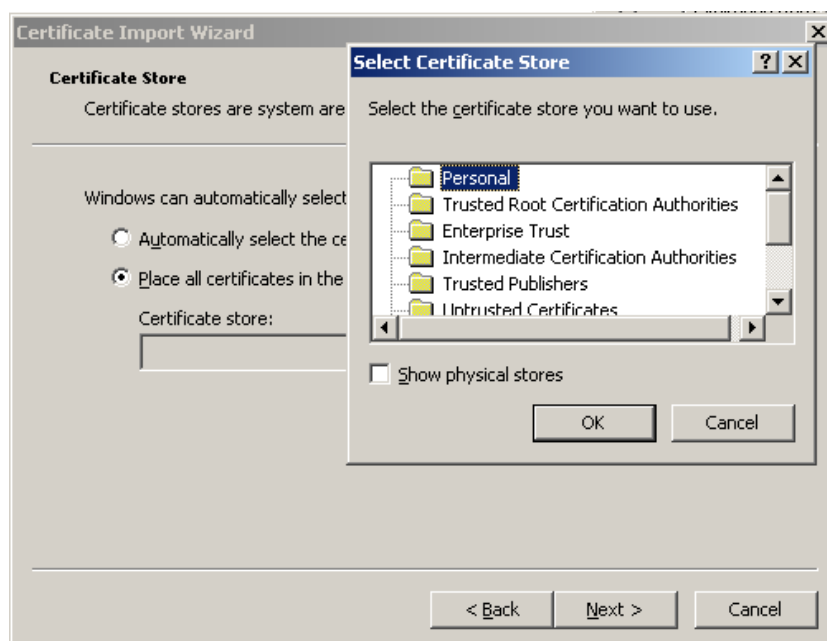 Certificate Import Wizard
Certificate Store
Certificate stores are system are
Windows can automatically select
Automatically select the ce
Place all certificates in the
Certificate store:
< Back
Next >
Cancel
Select Certificate Store
Select the certificate store you want to use.
Personal
Trusted Root Certification Authorities
Enterprise Trust
Intermediate Certification Authorities
Trusted Publishers
Untrusted Certificates
Show physical stores
OK
Cancel